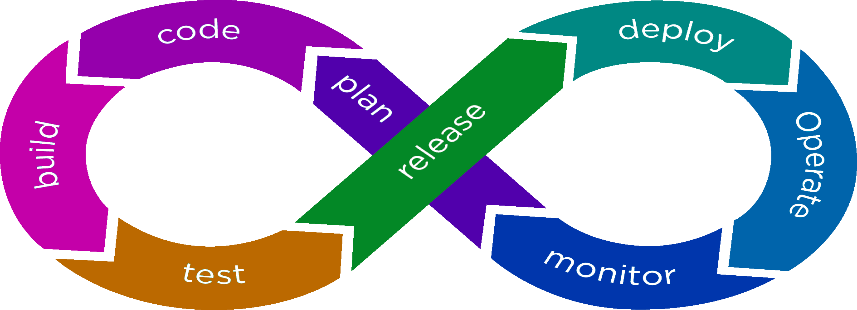 code
deploy
plan
release
build
Operate
test
monitor